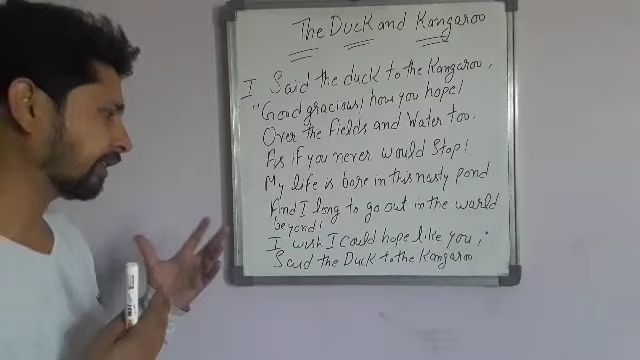 The Duck and Kangaroo
I Said the duck to the Kangaroo,
"Good gracious! how you hope!
Over the fields and Water too.
As if you never would Stop!
My life is bore in this nasty pond
And I long to go out in the world
beyond!
I wish I could hope like you,"
Said the Duck to the Kangaroo.